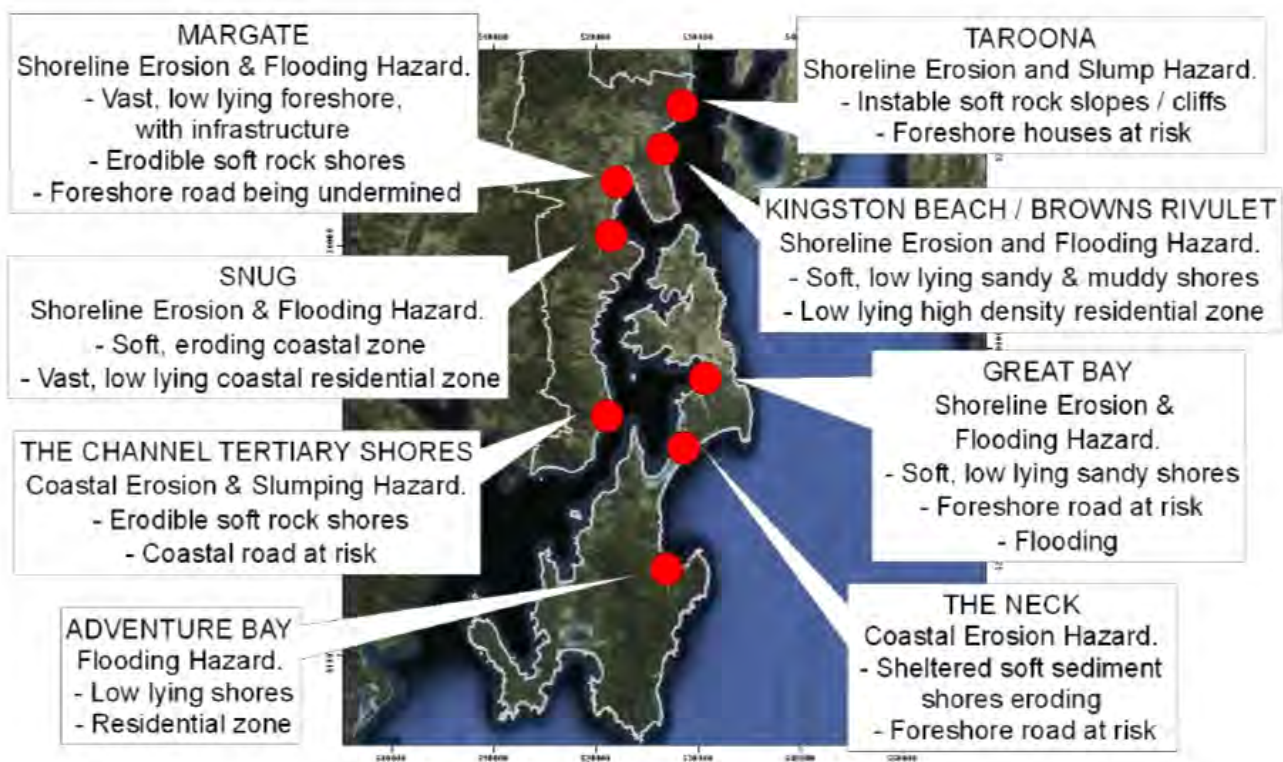 MARGATE
Shoreline Erosion & Flooding Hazard.
- Vast, low lying foreshore,
with infrastructure
- Erodible soft rock shores
- Foreshore road being undermined
TAROONA
Shoreline Erosion and Slump Hazard.
- Instable soft rock slopes / cliffs
- Foreshore houses at risk
KINGSTON BEACH / BROWNS RIVULET
Shoreline Erosion and Flooding Hazard.
- Soft, low lying sandy & muddy shores
- Low lying high density residential zone
SNUG
Shoreline Erosion & Flooding Hazard.
- Soft, eroding coastal zone
- Vast, low lying coastal residential zone
GREAT BAY
Shoreline Erosion &
Flooding Hazard.
- Soft, low lying sandy shores
- Foreshore road at risk
- Flooding
THE CHANNEL TERTIARY SHORES
Coastal Erosion & Slumping Hazard.
- Erodible soft rock shores
- Coastal road at risk
ADVENTURE BAY
Flooding Hazard.
- Low lying shores
- Residential zone
THE NECK
Coastal Erosion Hazard.
- Sheltered soft sediment
shores eroding
- Foreshore road at risk